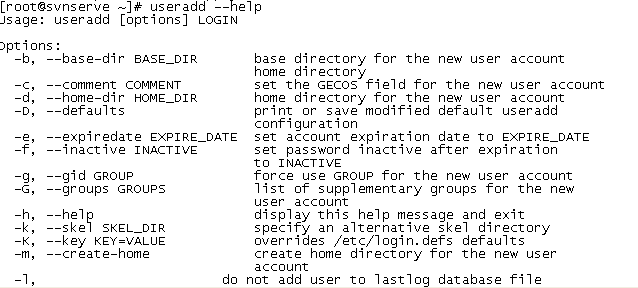 [root@svnserve ~]# useradd --help
Usage: useradd [options] LOGIN

Options:
  -b, --base-dir BASE_DIR       base directory for the new user account
                                home directory
  -c, --comment COMMENT         set the GECOS field for the new user account
  -d, --home-dir HOME_DIR       home directory for the new user account
  -D, --defaults                print or save modified default useradd
                                configuration
  -e, --expiredate EXPIRE_DATE  set account expiration date to EXPIRE_DATE
  -f, --inactive INACTIVE       set password inactive after expiration
                                to INACTIVE
  -g, --gid GROUP               force use GROUP for the new user account
  -G, --groups GROUPS           list of supplementary groups for the new
                                user account
  -h, --help                    display this help message and exit
  -k, --skel SKEL_DIR           specify an alternative skel directory
  -K, --key KEY=VALUE           overrides /etc/login.defs defaults
  -m, --create-home             create home directory for the new user
                                account
  -l,                       do not add user to lastlog database file